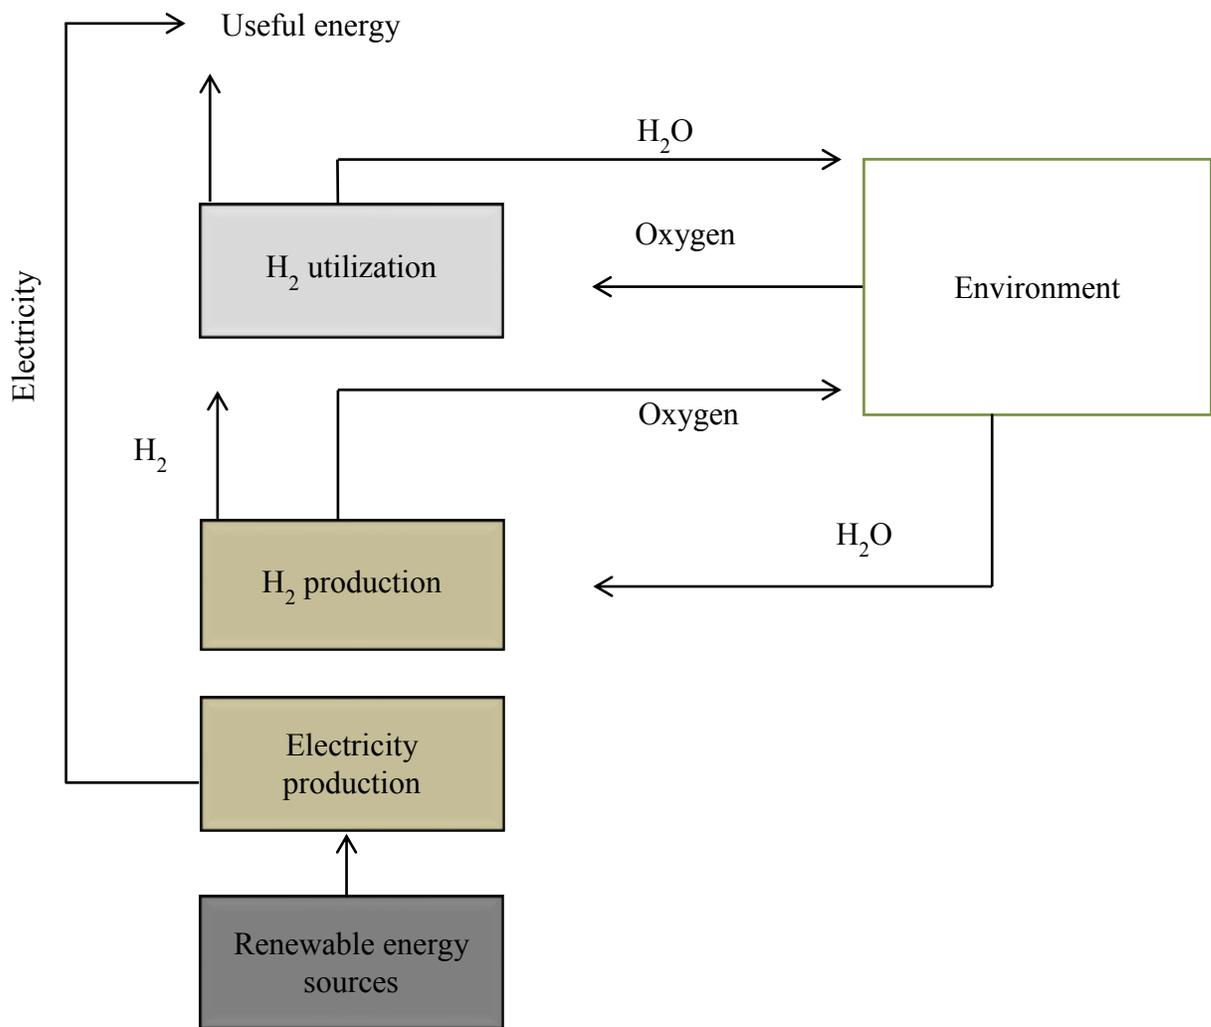 Useful energy
H₂O
Oxygen
H₂ utilization
Environment
Electricity
Oxygen
H₂
H₂O
H₂ production
Electricity
production
Renewable energy
sources